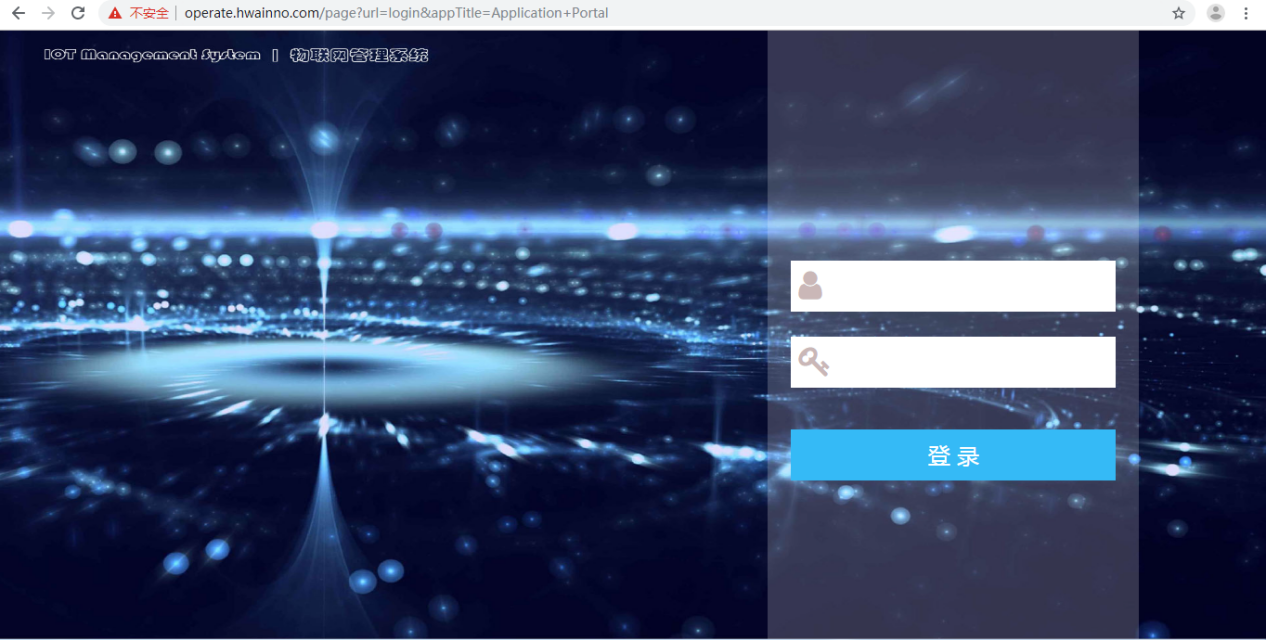 不安全 | operate.hwainno.com/page?url=login&appTitle=Application+Portal
IOT Management System | 物联网管理系统
登 录